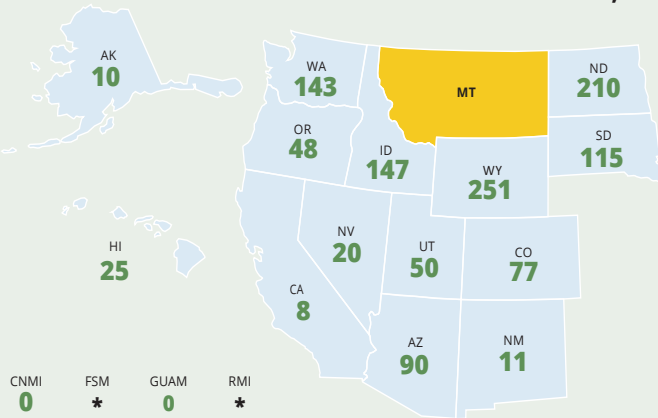 AK
10
WA
143
MT
ND
210
OR
48
ID
147
SD
115
WY
251
HI
25
NV
20
UT
50
CO
77
CA
8
AZ
90
NM
11
CNMI FSM GUAM RMI
0 * 0 *